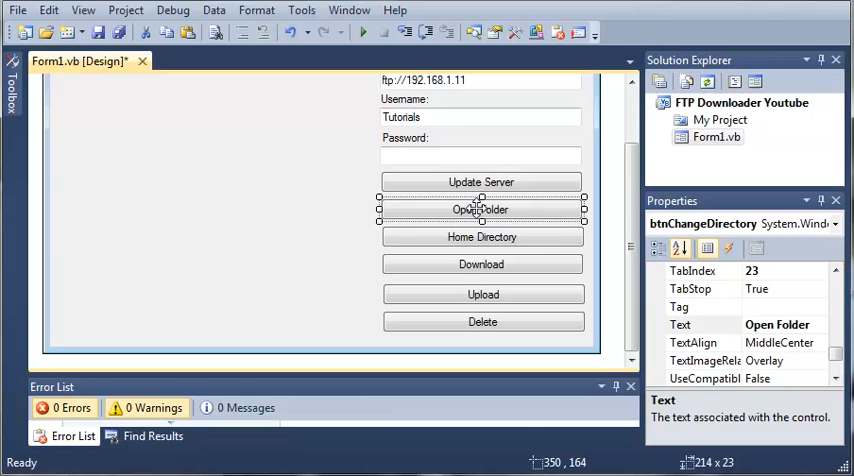 File Edit View Project Debug Data Format Tools Window Help
Form1.vb [Design]*
Toolbox
ftp://192.168.1.11
Username:
Tutorials
Password:
Update Server
Open Folder
Home Directory
Download
Upload
Delete
Solution Explorer
FTP Downloader Youtube
My Project
Form1.vb
Properties
btnChangeDirectory System.Windo
TabIndex 23
TabStop True
Tag
Text Open Folder
TextAlign MiddleCenter
TextImageRela Overlay
UseCompatibl False
Text
The text associated with the control.
Error List
0 Errors 0 Warnings 0 Messages
Error List Find Results
Ready 350 , 164 214 x 23